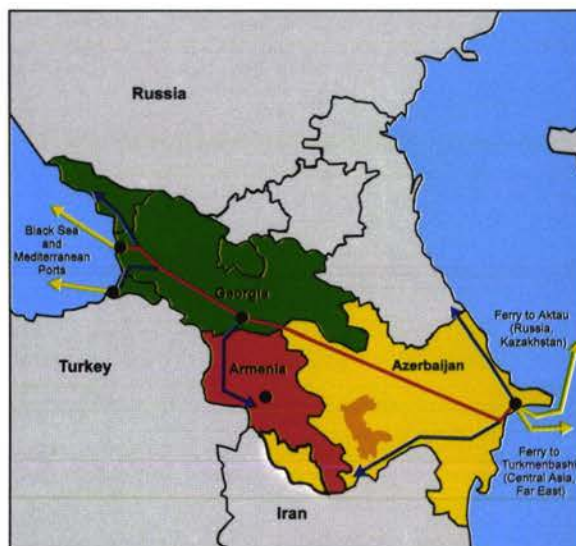 Russia
Black Sea
and
Mediterranean
Ports
Georgia
Ferry to Aktau
(Russia,
Kazakhstan)
Turkey
Armenia
Azerbaijan
Ferry to
Turkmenbashi
(Central Asia,
Far East)
Iran